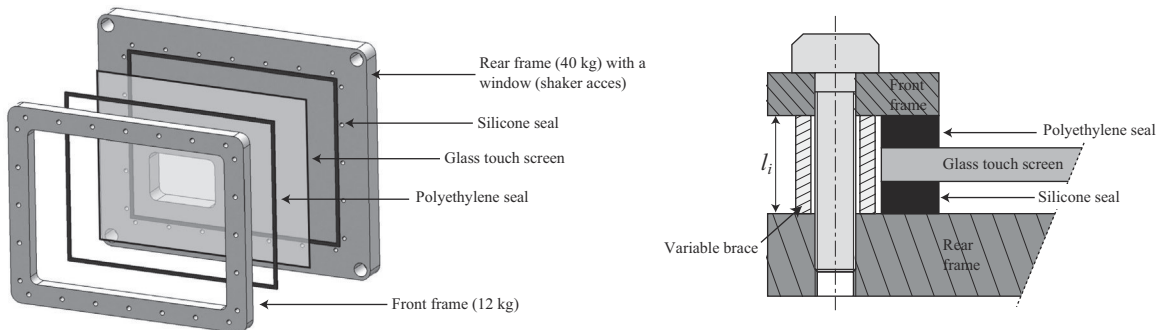 Rear frame (40 kg) with a
window (shaker acces)
Silicone seal
Glass touch screen
Polyethylene seal
Front frame (12 kg)
Front
frame
Polyethylene seal
l_i
Glass touch screen
Silicone seal
Variable brace
Rear
frame